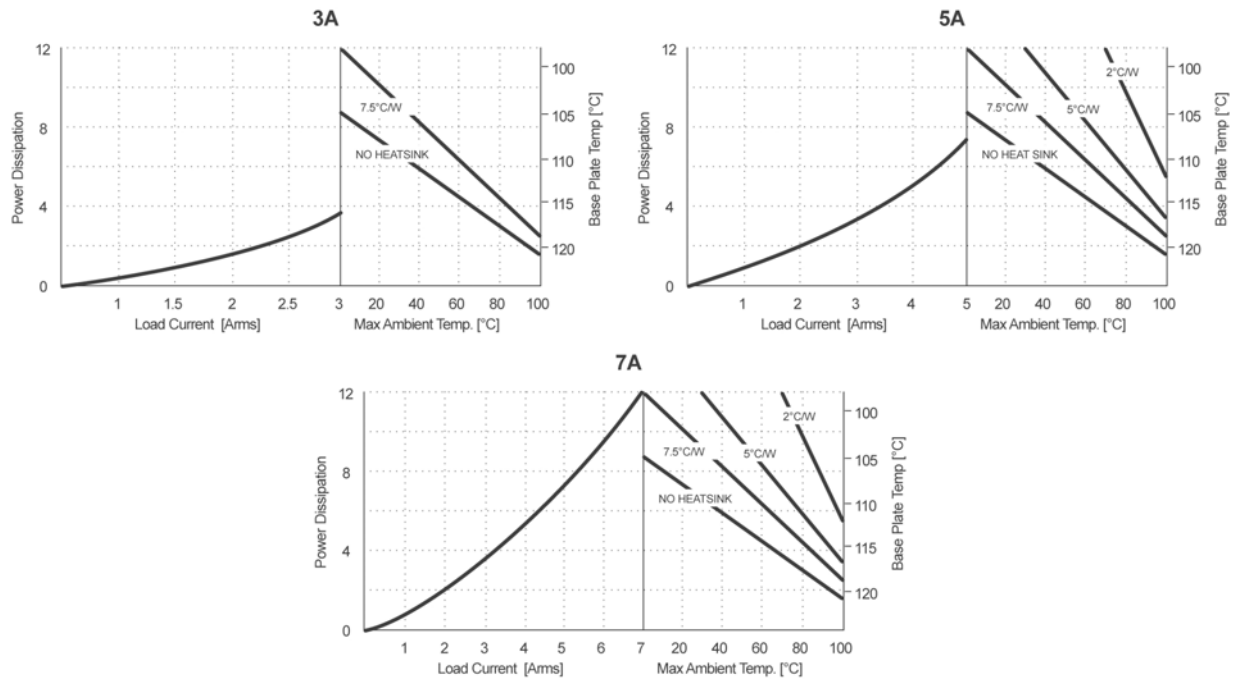 3A
12
8
4
0
Power Dissipation
7.5°C/W
NO HEATSINK
100
105
110
115
120
Base Plate Temp [°C]
1 1.5 2 2.5 3 20 40 60 80 100
Load Current [Arms] Max Ambient Temp. [°C]
5A
12
8
4
0
Power Dissipation
2°C/W
5°C/W
7.5°C/W
NO HEAT SINK
100
105
110
115
120
Base Plate Temp [°C]
1 2 3 4 5 20 40 60 80 100
Load Current [Arms] Max Ambient Temp. [°C]
7A
12
8
4
0
Power Dissipation
2°C/W
5°C/W
7.5°C/W
NO HEATSINK
100
105
110
115
120
Base Plate Temp [°C]
1 2 3 4 5 6 7 20 40 60 80 100
Load Current [Arms] Max Ambient Temp. [°C]